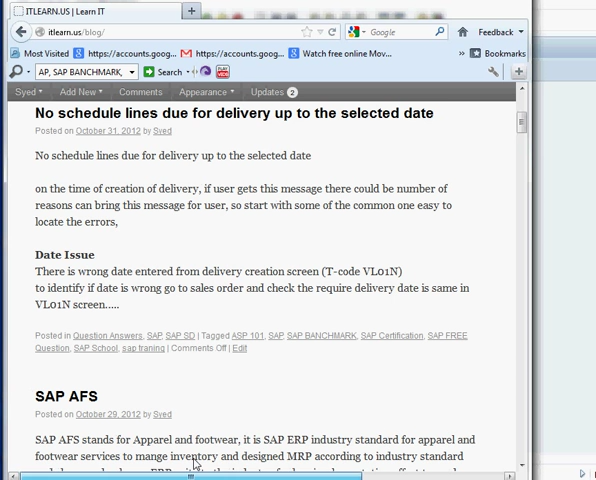 ITLEARN.US | Learn IT
itlearn.us/blog/
Google
Feedback
Most Visited https://accounts.goog... https://accounts.goog... Watch free online Mov...
Bookmarks
AP, SAP BANCHMARK, Search
Syed Add New Comments Appearance Updates 2
No schedule lines due for delivery up to the selected date
Posted on October 31, 2012 by Syed
No schedule lines due for delivery up to the selected date
on the time of creation of delivery, if user gets this message there could be number of
reasons can bring this message for user, so start with some of the common one easy to
locate the errors,
Date Issue
There is wrong date entered from delivery creation screen (T-code VL01N)
to identify if date is wrong go to sales order and check the require delivery date is same in
VL01N screen.....
Posted in Question Answers, SAP, SAP SD | Tagged ASP 101, SAP, SAP BANCHMARK, SAP Certification, SAP FREE
Question, SAP School, sap traning | Comments Off | Edit
SAP AFS
Posted on October 29, 2012 by Syed
SAP AFS stands for Apparel and footwear, it is SAP ERP industry standard for apparel and
footwear services to mange inventory and designed MRP according to industry standard